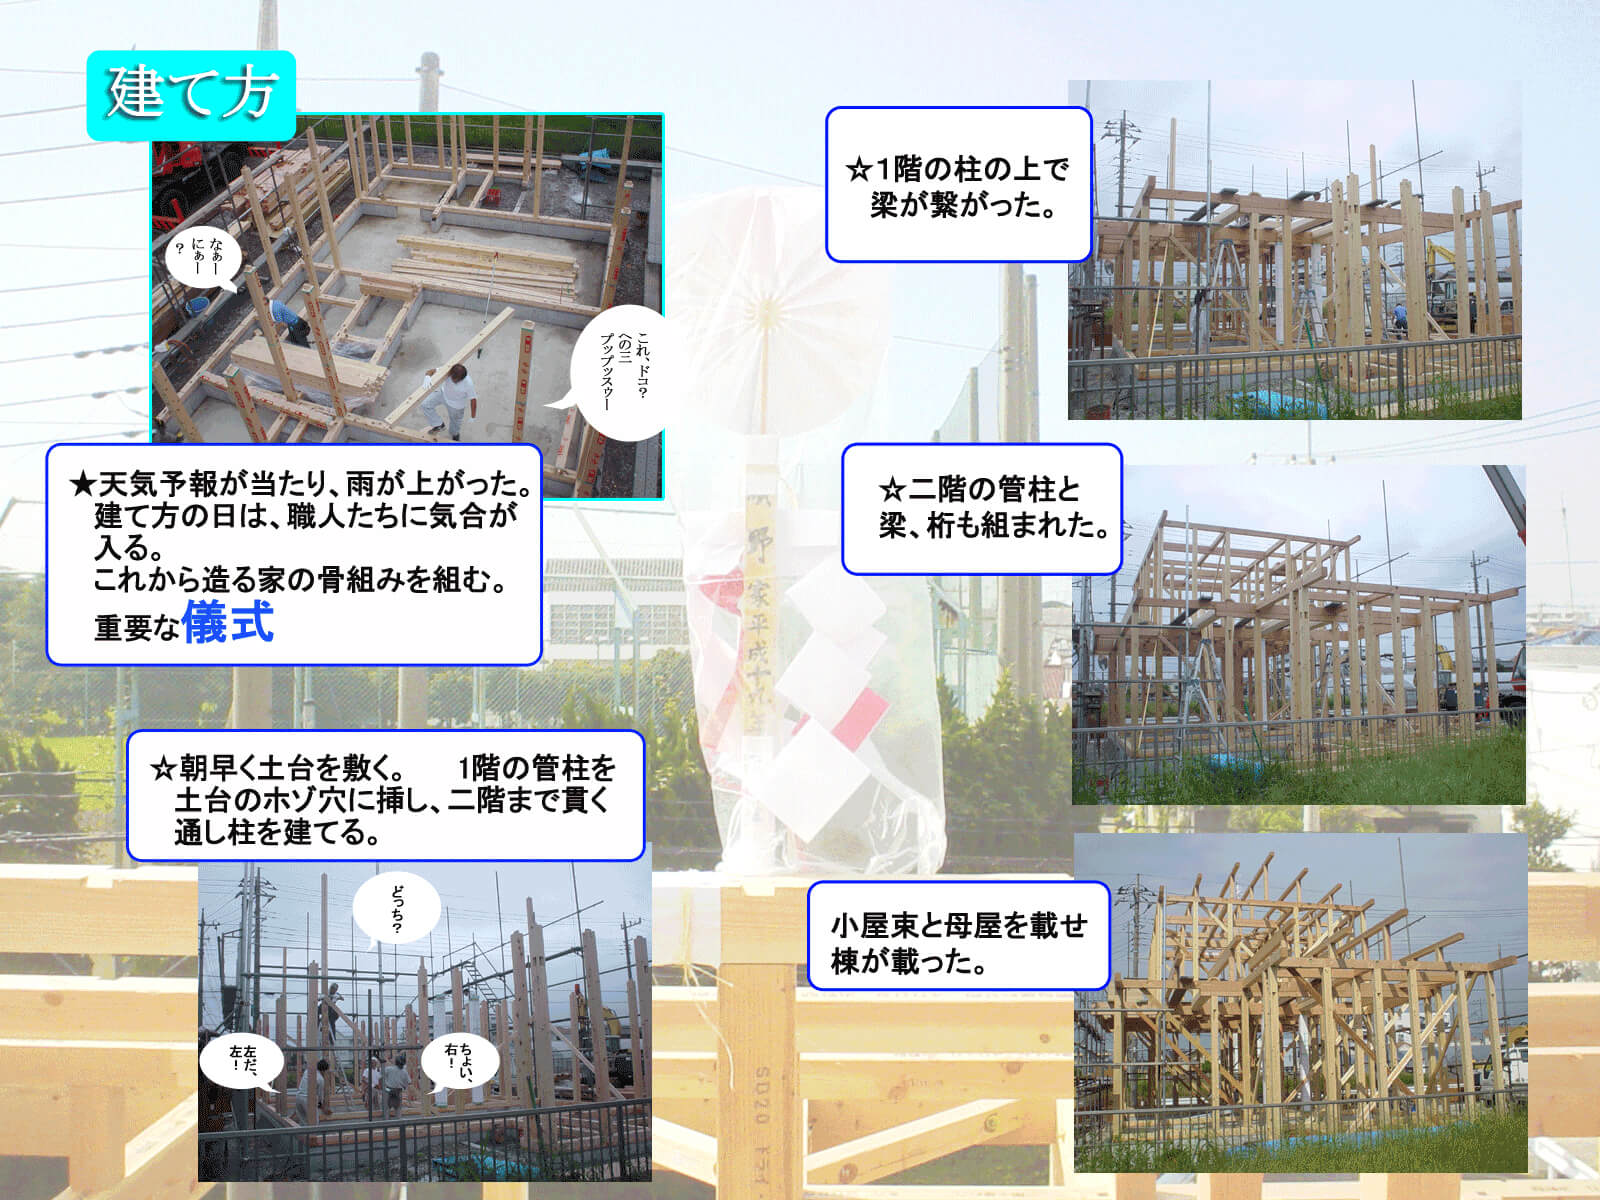 建て方
なぁー
にぁー
?
これ、ドコ?
への三
プップッスゥー
★天気予報が当たり、雨が上がった。
建て方の日は、職人たちに気合が
入る。
これから造る家の骨組みを組む。
重要な儀式
☆朝早く土台を敷く。 1階の管柱を
土台のホゾ穴に挿し、二階まで貫く
通し柱を建てる。
どっち?
左だ、
左!
ちょい、
右!
☆1階の柱の上で
梁が繋がった。
☆二階の管柱と
梁、桁も組まれた。
小屋束と母屋を載せ
棟が載った。
野家平成十九
SD20